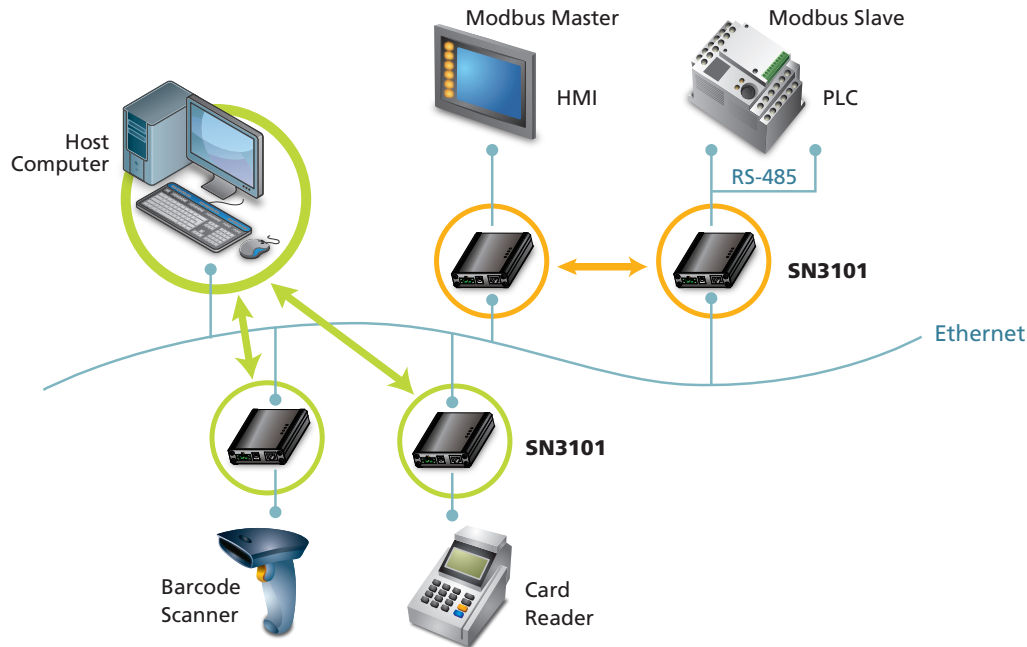 Modbus Master
Modbus Slave
HMI
PLC
Host
Computer
RS-485
SN3101
Ethernet
SN3101
Barcode
Scanner
Card
Reader